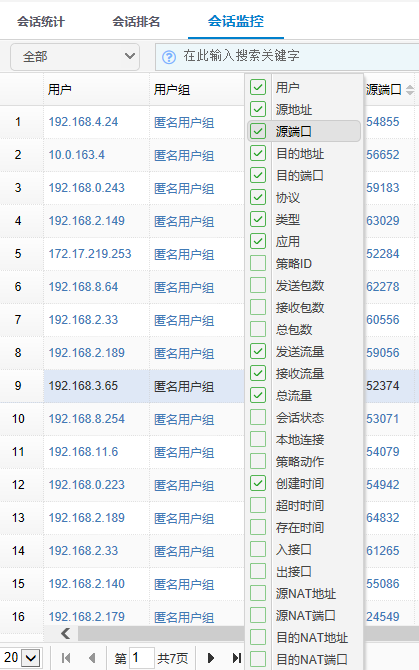 会话统计 会话排名 会话监控
全部 在此输入搜索关键字
用户 用户组 源端口
1 192.168.4.24 匿名用户组 54855
2 10.0.163.4 匿名用户组 56652
3 192.168.0.243 匿名用户组 59183
4 192.168.2.149 匿名用户组 63029
5 172.17.219.253 匿名用户组 52284
6 192.168.8.64 匿名用户组 62278
7 192.168.2.33 匿名用户组 60556
8 192.168.2.189 匿名用户组 59056
9 192.168.3.65 匿名用户组 52374
10 192.168.8.254 匿名用户组 53071
11 192.168.11.6 匿名用户组 54079
12 192.168.0.223 匿名用户组 54942
13 192.168.2.189 匿名用户组 64832
14 192.168.2.33 匿名用户组 61265
15 192.168.2.140 匿名用户组 55086
16 192.168.2.179 匿名用户组 24549
用户
源地址
源端口
目的地址
目的端口
协议
类型
应用
策略ID
发送包数
接收包数
总包数
发送流量
接收流量
总流量
会话状态
本地连接
策略动作
创建时间
超时时间
存在时间
入接口
出接口
源NAT地址
源NAT端口
目的NAT地址
目的NAT端口
20 第 1 共7页